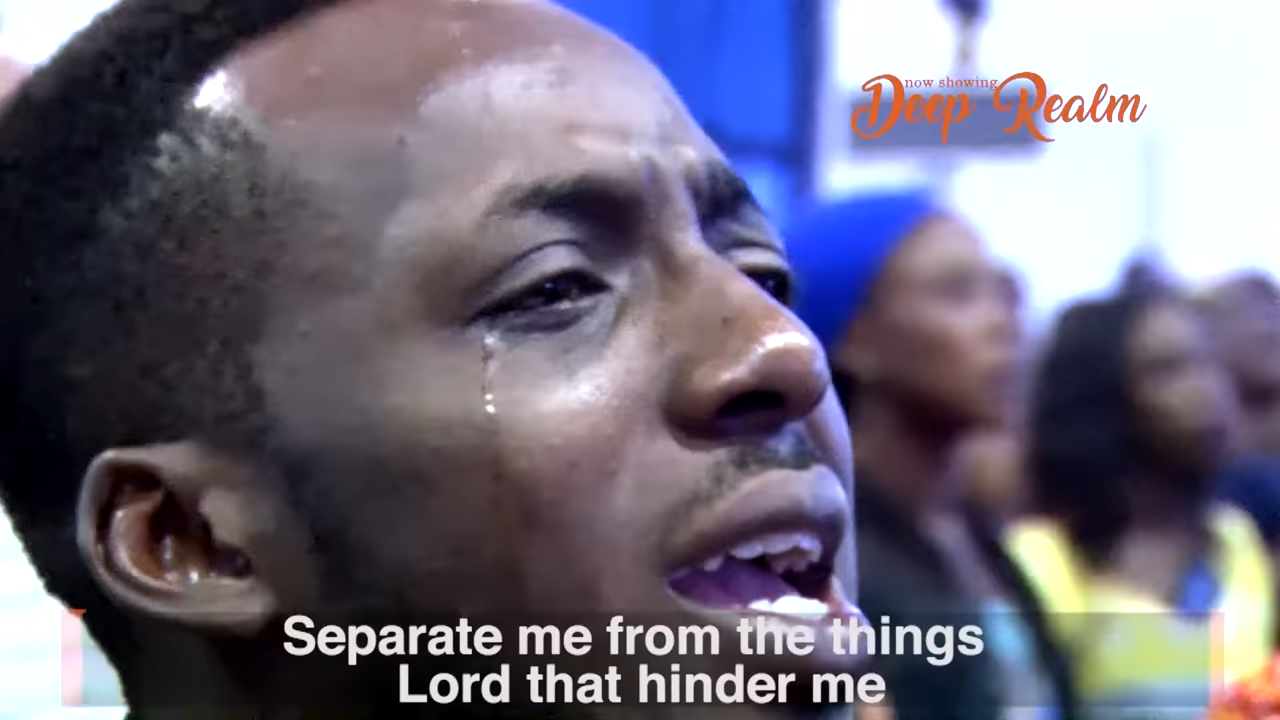 now showing
Deep Realm
Separate me from the things
Lord that hinder me